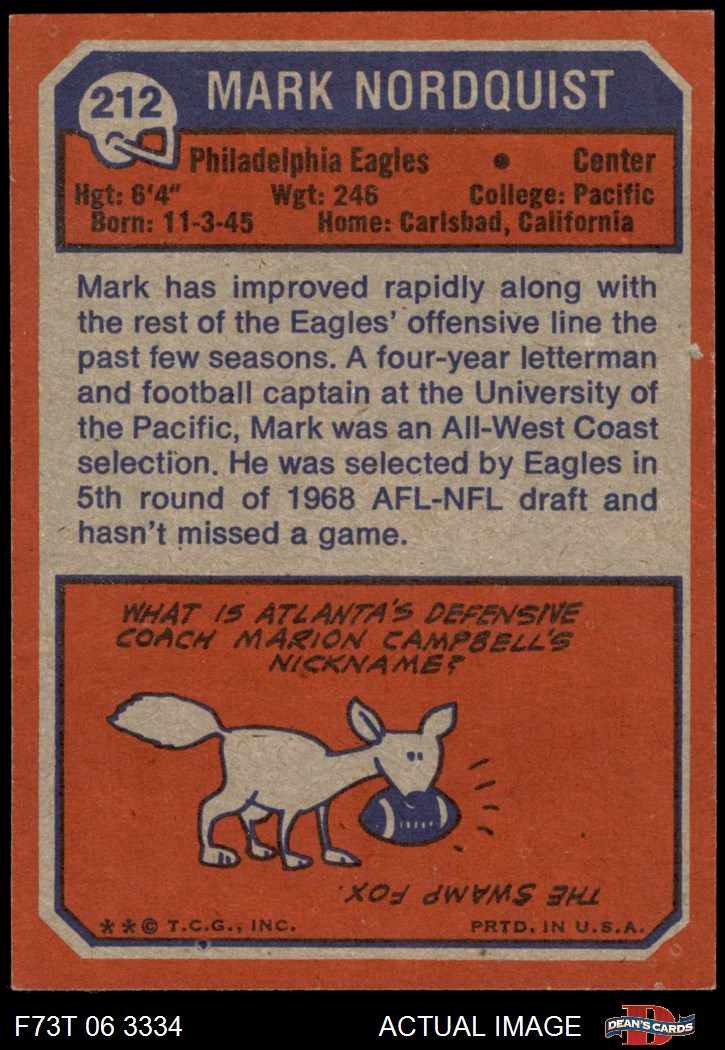 212
MARK NORDQUIST
Philadelphia Eagles • Center
Hgt: 6'4" Wgt: 246 College: Pacific
Born: 11-3-45 Home: Carlsbad, California
Mark has improved rapidly along with
the rest of the Eagles' offensive line the
past few seasons. A four-year letterman
and football captain at the University of
the Pacific, Mark was an All-West Coast
selection. He was selected by Eagles in
5th round of 1968 AFL-NFL draft and
hasn't missed a game.
WHAT IS ATLANTA'S DEFENSIVE
COACH MARION CAMPBELL'S
NICKNAME?
THE SWAMP FOX.
**© T.C.G., INC. PRTD. IN U.S.A.
F73T 06 3334 ACTUAL IMAGE
D
DEAN'S CARDS